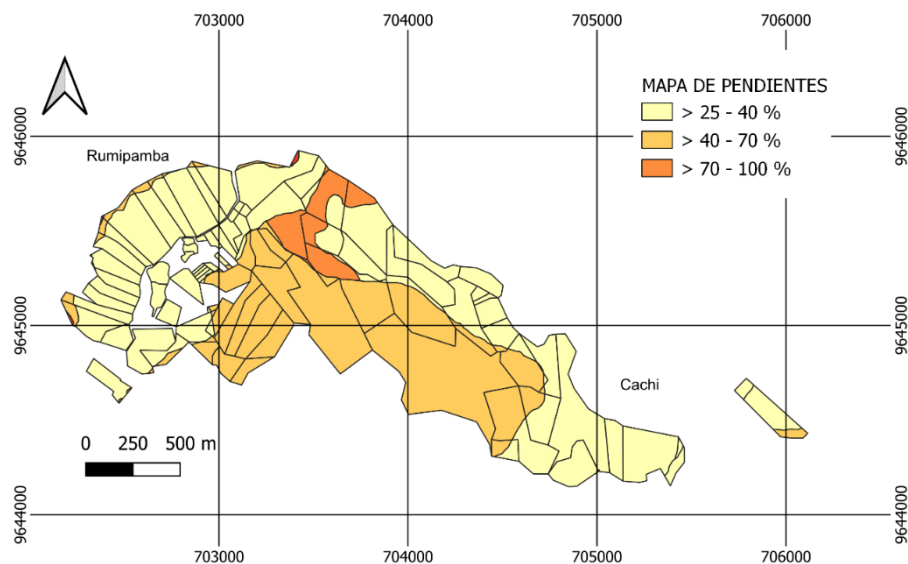 703000 704000 705000 706000
MAPA DE PENDIENTES
> 25 - 40 %
> 40 - 70 %
> 70 - 100 %
9646000 9646000
Rumipamba
9645000 9645000
Cachi
0 250 500 m
9644000 9644000
703000 704000 705000 706000